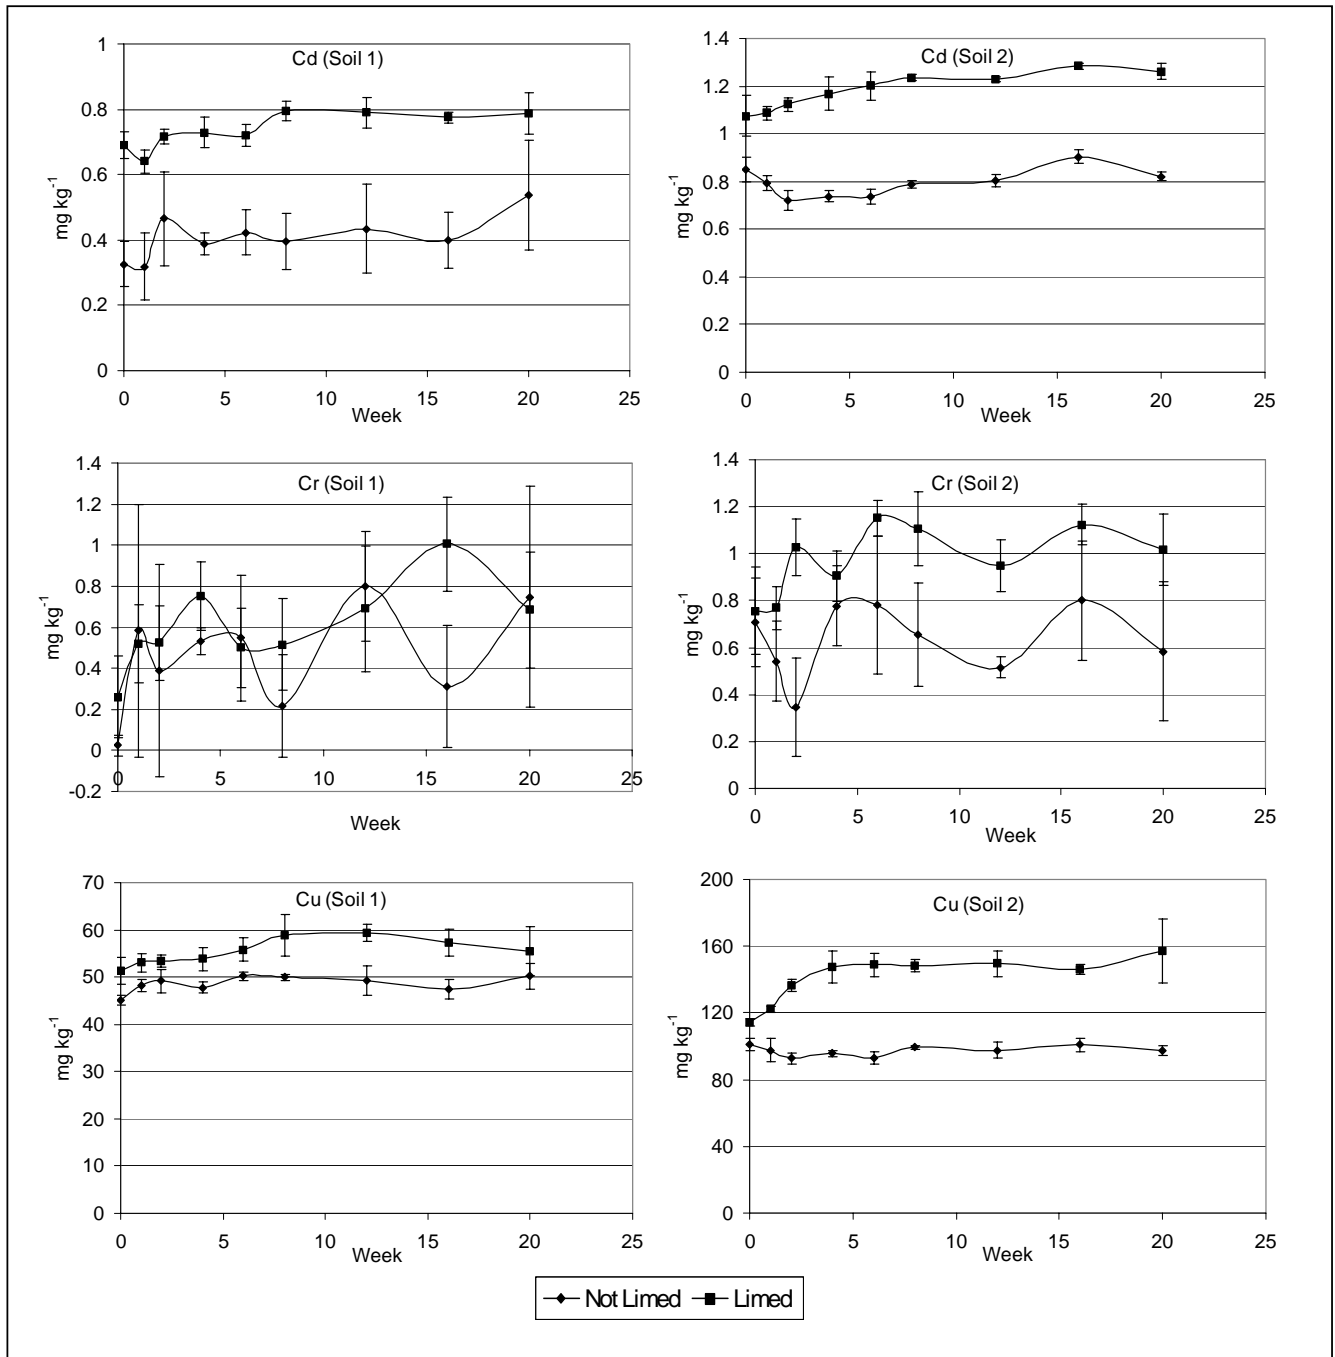 Cd (Soil 1)
1
0.8
0.6
0.4
0.2
0
mg kg-1
0 5 10 15 20 25
Week
Cd (Soil 2)
1.4
1.2
1
0.8
0.6
0.4
0.2
0
mg kg-1
0 5 10 15 20 25
Week
Cr (Soil 1)
1.4
1.2
1
0.8
0.6
0.4
0.2
0
-0.2
mg kg-1
0 5 10 15 20 25
Week
Cr (Soil 2)
1.4
1.2
1
0.8
0.6
0.4
0.2
0
mg kg-1
0 5 10 15 20 25
Week
Cu (Soil 1)
70
60
50
40
30
20
10
0
mg kg-1
0 5 10 15 20 25
Week
Cu (Soil 2)
200
160
120
80
40
0
mg kg-1
0 5 10 15 20 25
Week
Not Limed Limed